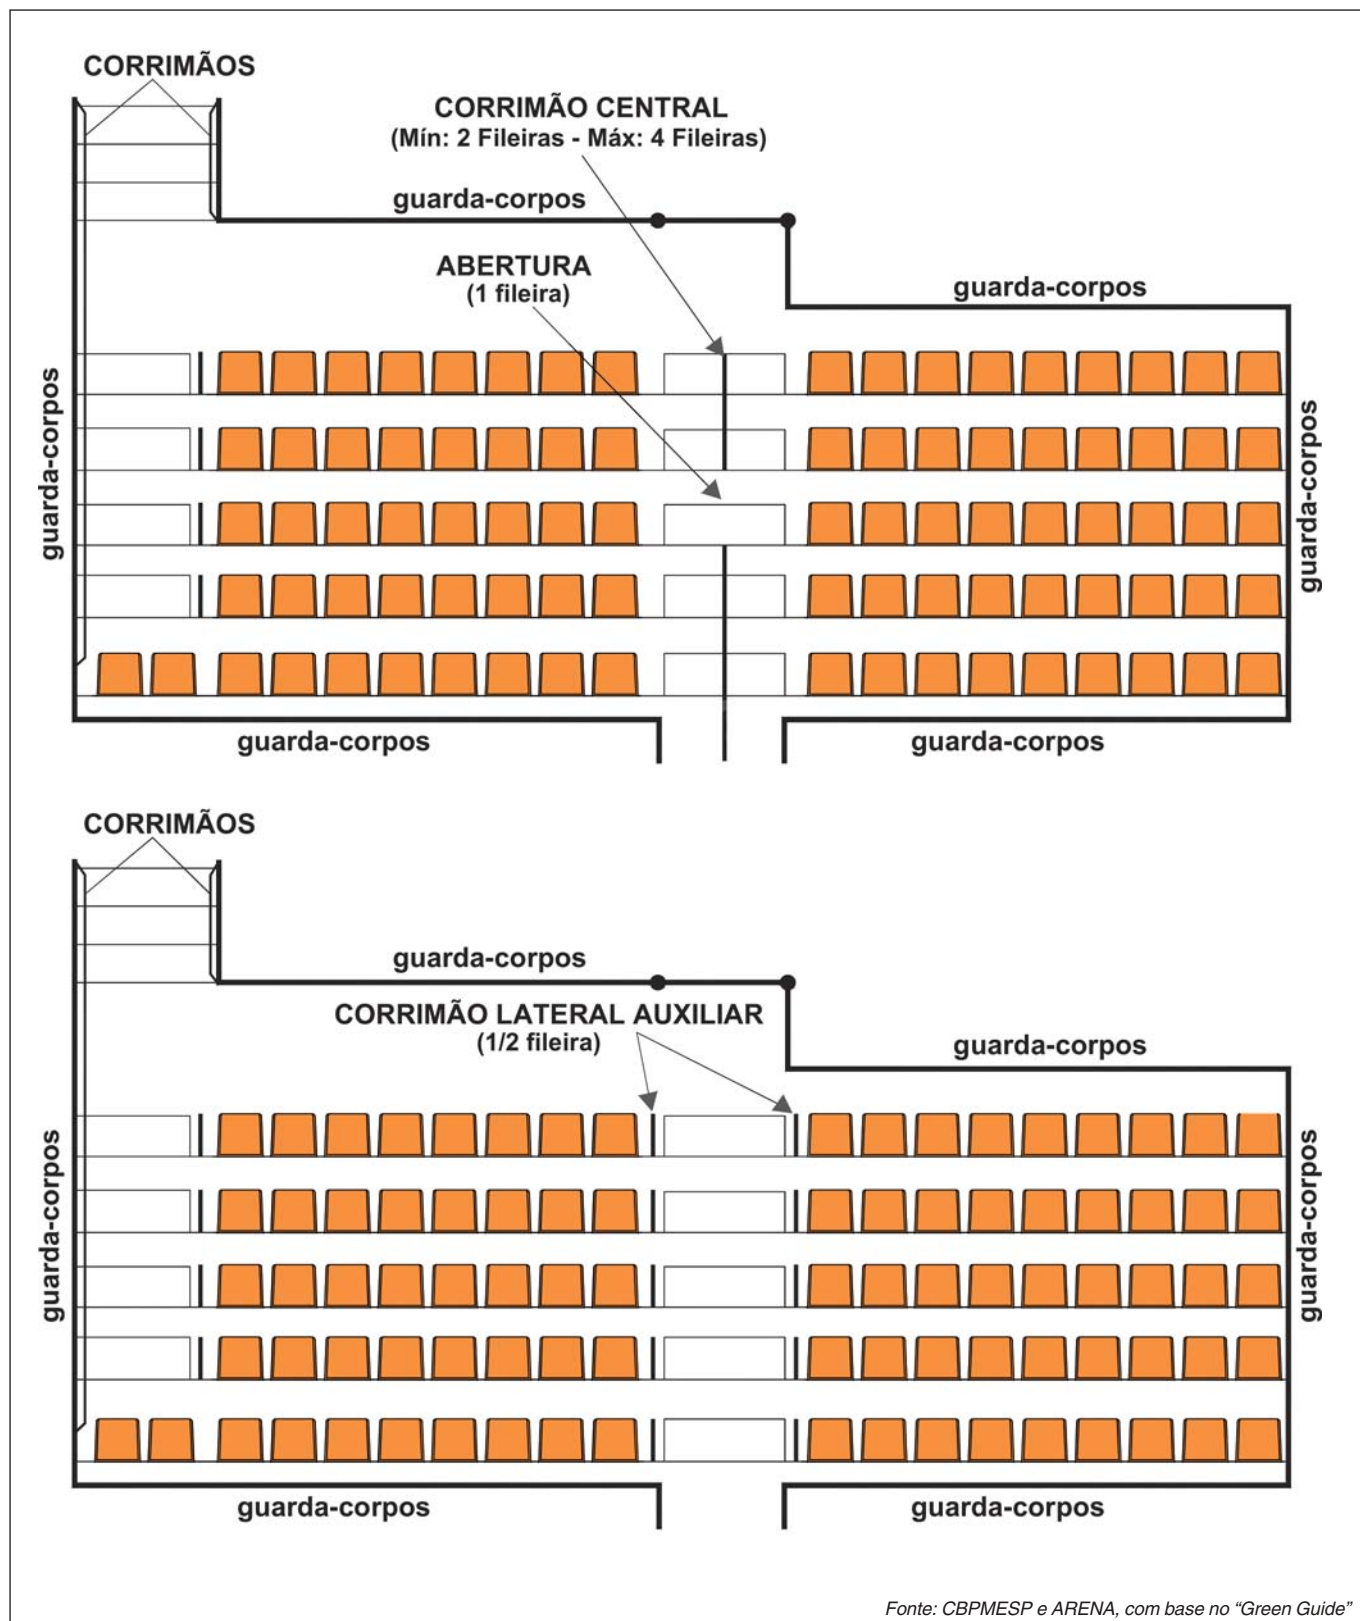 CORRIMÃOS
CORRIMÃO CENTRAL
(Mín: 2 Fileiras - Máx: 4 Fileiras)
guarda-corpos
ABERTURA
(1 fileira)
guarda-corpos
guarda-corpos
guarda-corpos
guarda-corpos
guarda-corpos
CORRIMÃOS
guarda-corpos
CORRIMÃO LATERAL AUXILIAR
(1/2 fileira)
guarda-corpos
guarda-corpos
guarda-corpos
guarda-corpos
guarda-corpos
Fonte: CBPMESP e ARENA, com base no “Green Guide”